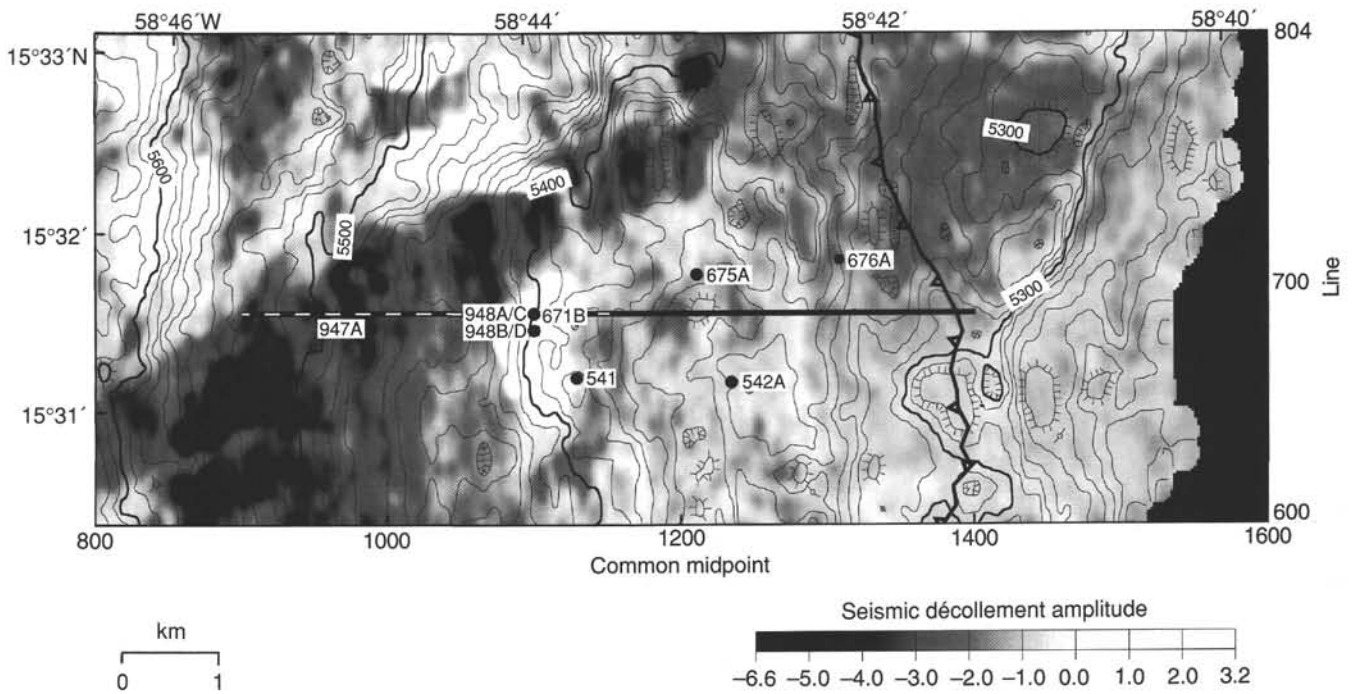 58°46´W 58°44´ 58°42´ 58°40´
15°33´N
804
5300
5600
5400
15°32´
5500
676A
675A
700
Line
5300
948A/C 671B
947A
948B/D
541
542A
15°31´
600
800 1000 1200 1400 1600
Common midpoint
Seismic décollement amplitude
km
0 1
–6.6 –5.0 –4.0 –3.0 –2.0 –1.0 0.0 1.0 2.0 3.2